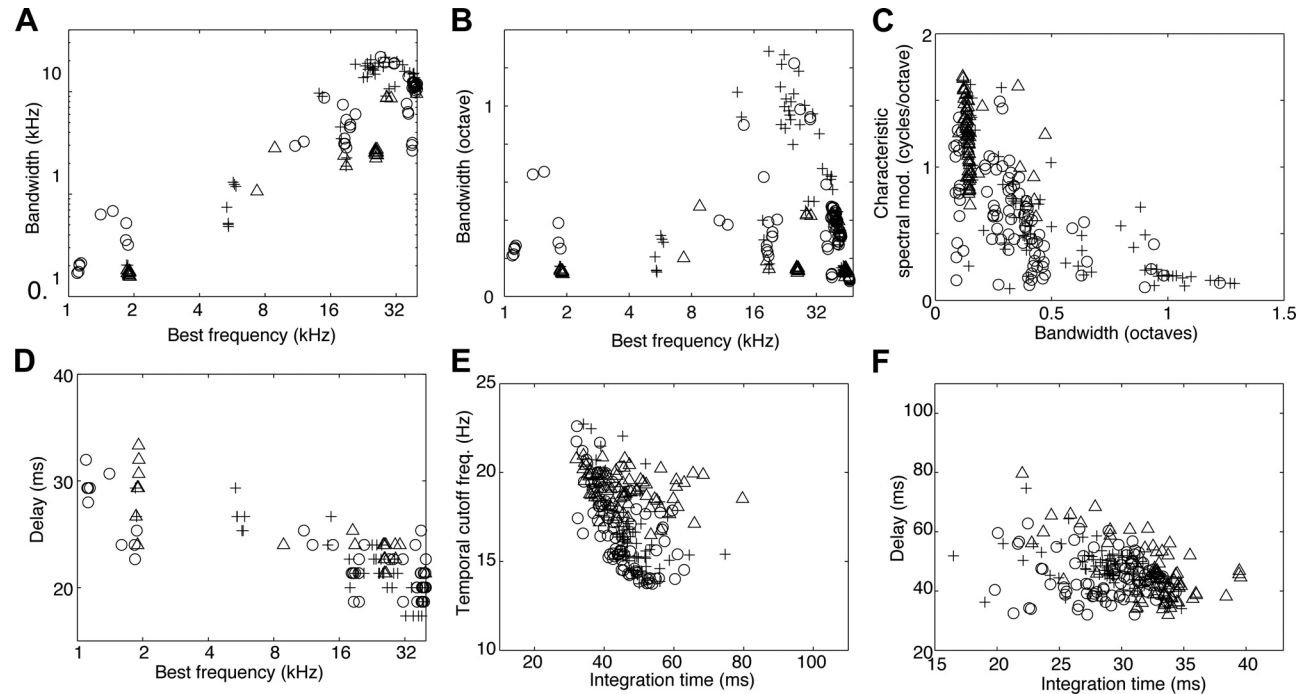 A
Bandwidth (kHz)
10
1
1
0.
1 2 4 8 16 32
Best frequency (kHz)
B
Bandwidth (octave)
1
0
1 2 4 8 16 32
Best frequency (kHz)
C
Characteristic
spectral mod. (cycles/octave)
2
1
0
0 0.5 1 1.5
Bandwidth (octaves)
D
Delay (ms)
40
30
20
1 2 4 8 16 32
Best frequency (kHz)
E
Temporal cutoff freq. (Hz)
25
20
15
10
20 40 60 80 100
Integration time (ms)
F
Delay (ms)
100
80
60
40
20
15 20 25 30 35 40
Integration time (ms)